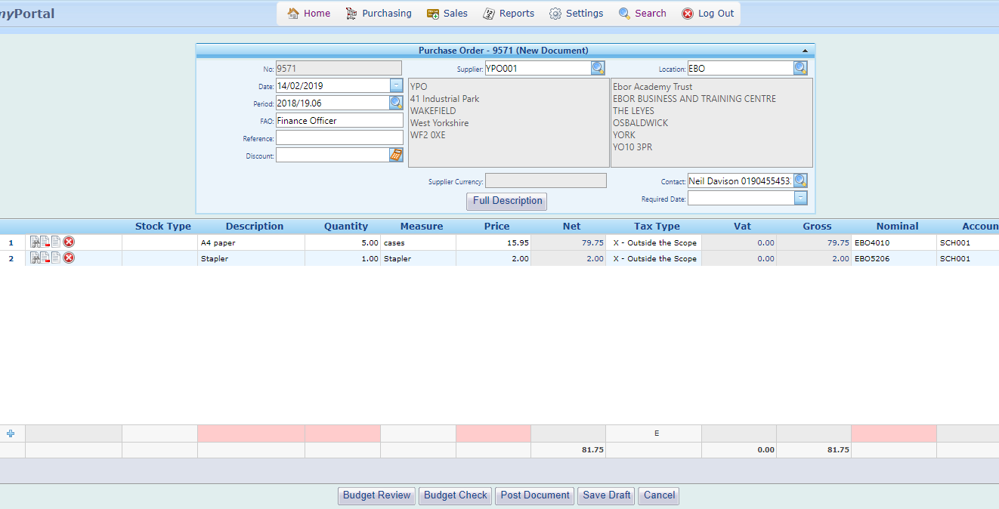 myPortal
Home Purchasing Sales Reports Settings Search Log Out
Purchase Order - 9571 (New Document)
No: 9571 Supplier: YPO001 Location: EBO
Date: 14/02/2019
Period: 2018/19.06
FAO: Finance Officer
Reference:
Discount:
YPO
41 Industrial Park
WAKEFIELD
West Yorkshire
WF2 0XE
Ebor Academy Trust
EBOR BUSINESS AND TRAINING CENTRE
THE LEYES
OSBALDWICK
YORK
YO10 3PR
Supplier Currency: Contact: Neil Davison 0190455453
Full Description Required Date:
Stock Type Description Quantity Measure Price Net Tax Type Vat Gross Nominal Accoun
1 A4 paper 5.00 cases 15.95 79.75 X - Outside the Scope 0.00 79.75 EBO4010 SCH001
2 Stapler 1.00 Stapler 2.00 2.00 X - Outside the Scope 0.00 2.00 EBO5206 SCH001
E
81.75 0.00 81.75
Budget Review Budget Check Post Document Save Draft Cancel